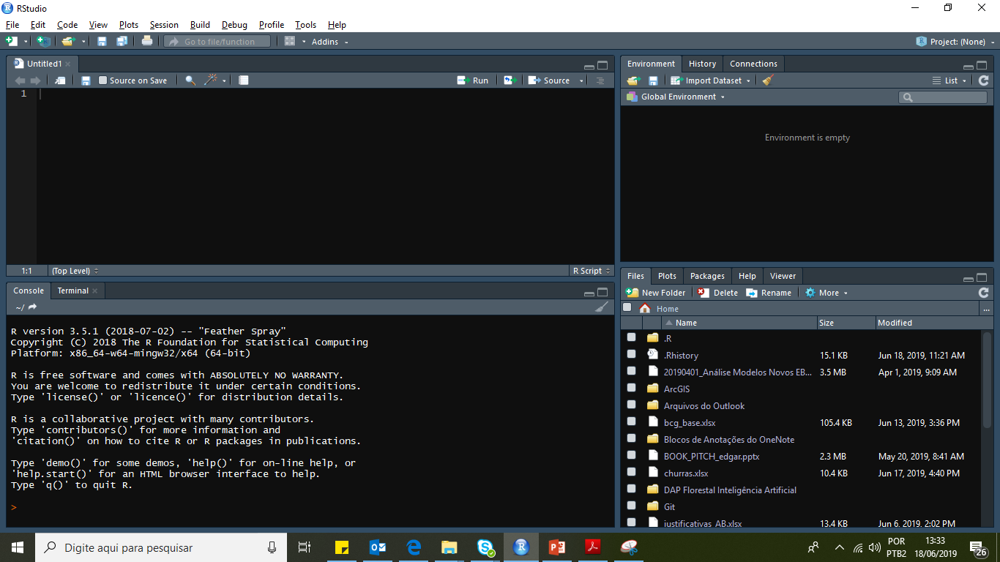 RStudio
File Edit Code View Plots Session Build Debug Profile Tools Help
Go to file/function Addins Project: (None)
Untitled1
Source on Save Run Source
1
1:1 (Top Level) R Script
Console Terminal
~/
R version 3.5.1 (2018-07-02) -- "Feather Spray"
Copyright (C) 2018 The R Foundation for Statistical Computing
Platform: x86_64-w64-mingw32/x64 (64-bit)
R is free software and comes with ABSOLUTELY NO WARRANTY.
You are welcome to redistribute it under certain conditions.
Type 'license()' or 'licence()' for distribution details.
R is a collaborative project with many contributors.
Type 'contributors()' for more information and
'citation()' on how to cite R or R packages in publications.
Type 'demo()' for some demos, 'help()' for on-line help, or
'help.start()' for an HTML browser interface to help.
Type 'q()' to quit R.
>
Environment History Connections
Import Dataset List
Global Environment
Environment is empty
Files Plots Packages Help Viewer
New Folder Delete Rename More
Home ...
Name Size Modified
.R
.Rhistory 15.1 KB Jun 18, 2019, 11:21 AM
20190401_Análise Modelos Novos EB... 3.5 MB Apr 1, 2019, 9:09 AM
ArcGIS
Arquivos do Outlook
bcg_base.xlsx 105.4 KB Jun 13, 2019, 3:36 PM
Blocos de Anotações do OneNote
BOOK_PITCH_edgar.pptx 2.3 MB May 20, 2019, 8:41 AM
churras.xlsx 10.4 KB Jun 17, 2019, 4:40 PM
DAP Florestal Inteligência Artificial
Git
justificativas_AB.xlsx 13.4 KB Jun 6, 2019, 2:02 PM
Digite aqui para pesquisar
POR 13:33
PTB2 18/06/2019 26